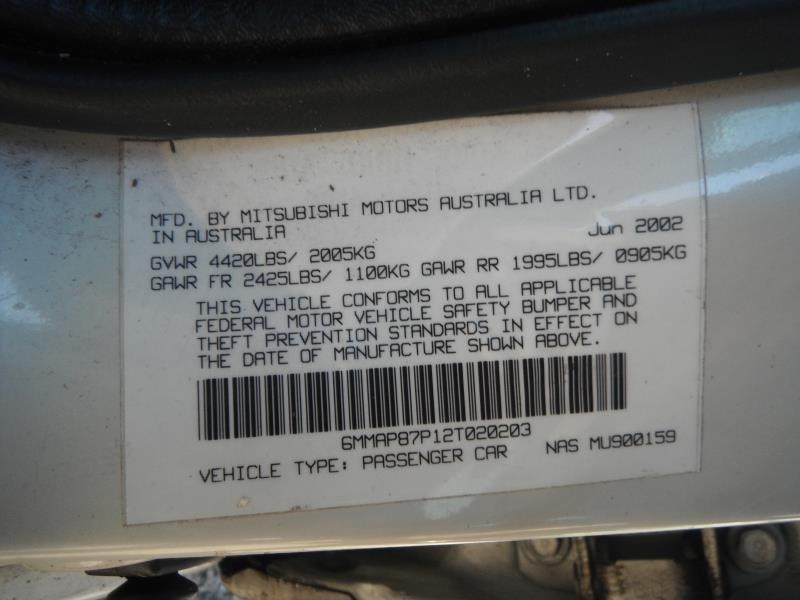 MFD. BY MITSUBISHI MOTORS AUSTRALIA LTD.
IN AUSTRALIA Jun 2002
GVWR 4420LBS/ 2005KG
GAWR FR 2425LBS/ 1100KG GAWR RR 1995LBS/ 0905KG
THIS VEHICLE CONFORMS TO ALL APPLICABLE
FEDERAL MOTOR VEHICLE SAFETY BUMPER AND
THEFT PREVENTION STANDARDS IN EFFECT ON
THE DATE OF MANUFACTURE SHOWN ABOVE.
6MMAP87P12T020203
VEHICLE TYPE: PASSENGER CAR NAS MU900159